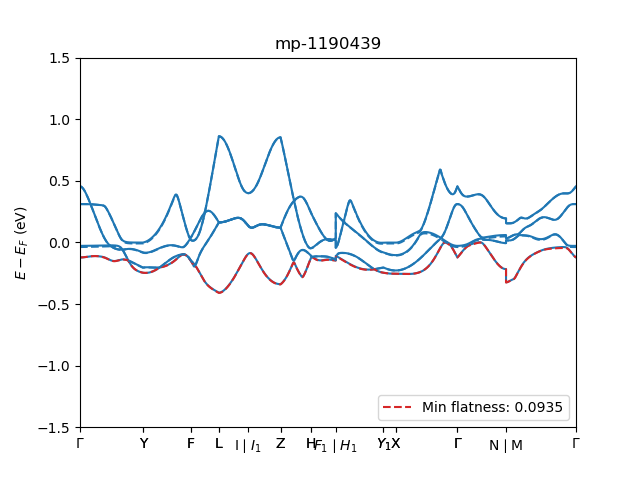 mp-1190439
1.5
1.0
0.5
0.0
−0.5
−1.0
−1.5
E − E_F (eV)
Γ Y F L I | I₁ Z H F₁ | H₁ Y₁ X Γ N | M Γ
Min flatness: 0.0935